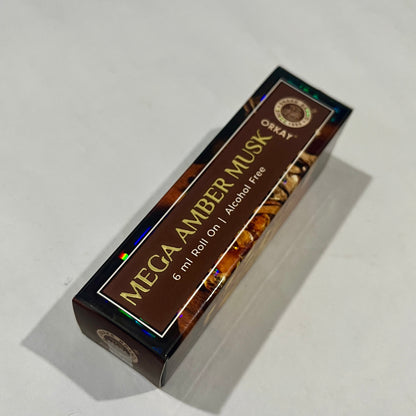 ORKAY®
MEGA AMBER MUSK
6 ml Roll On | Alcohol Free